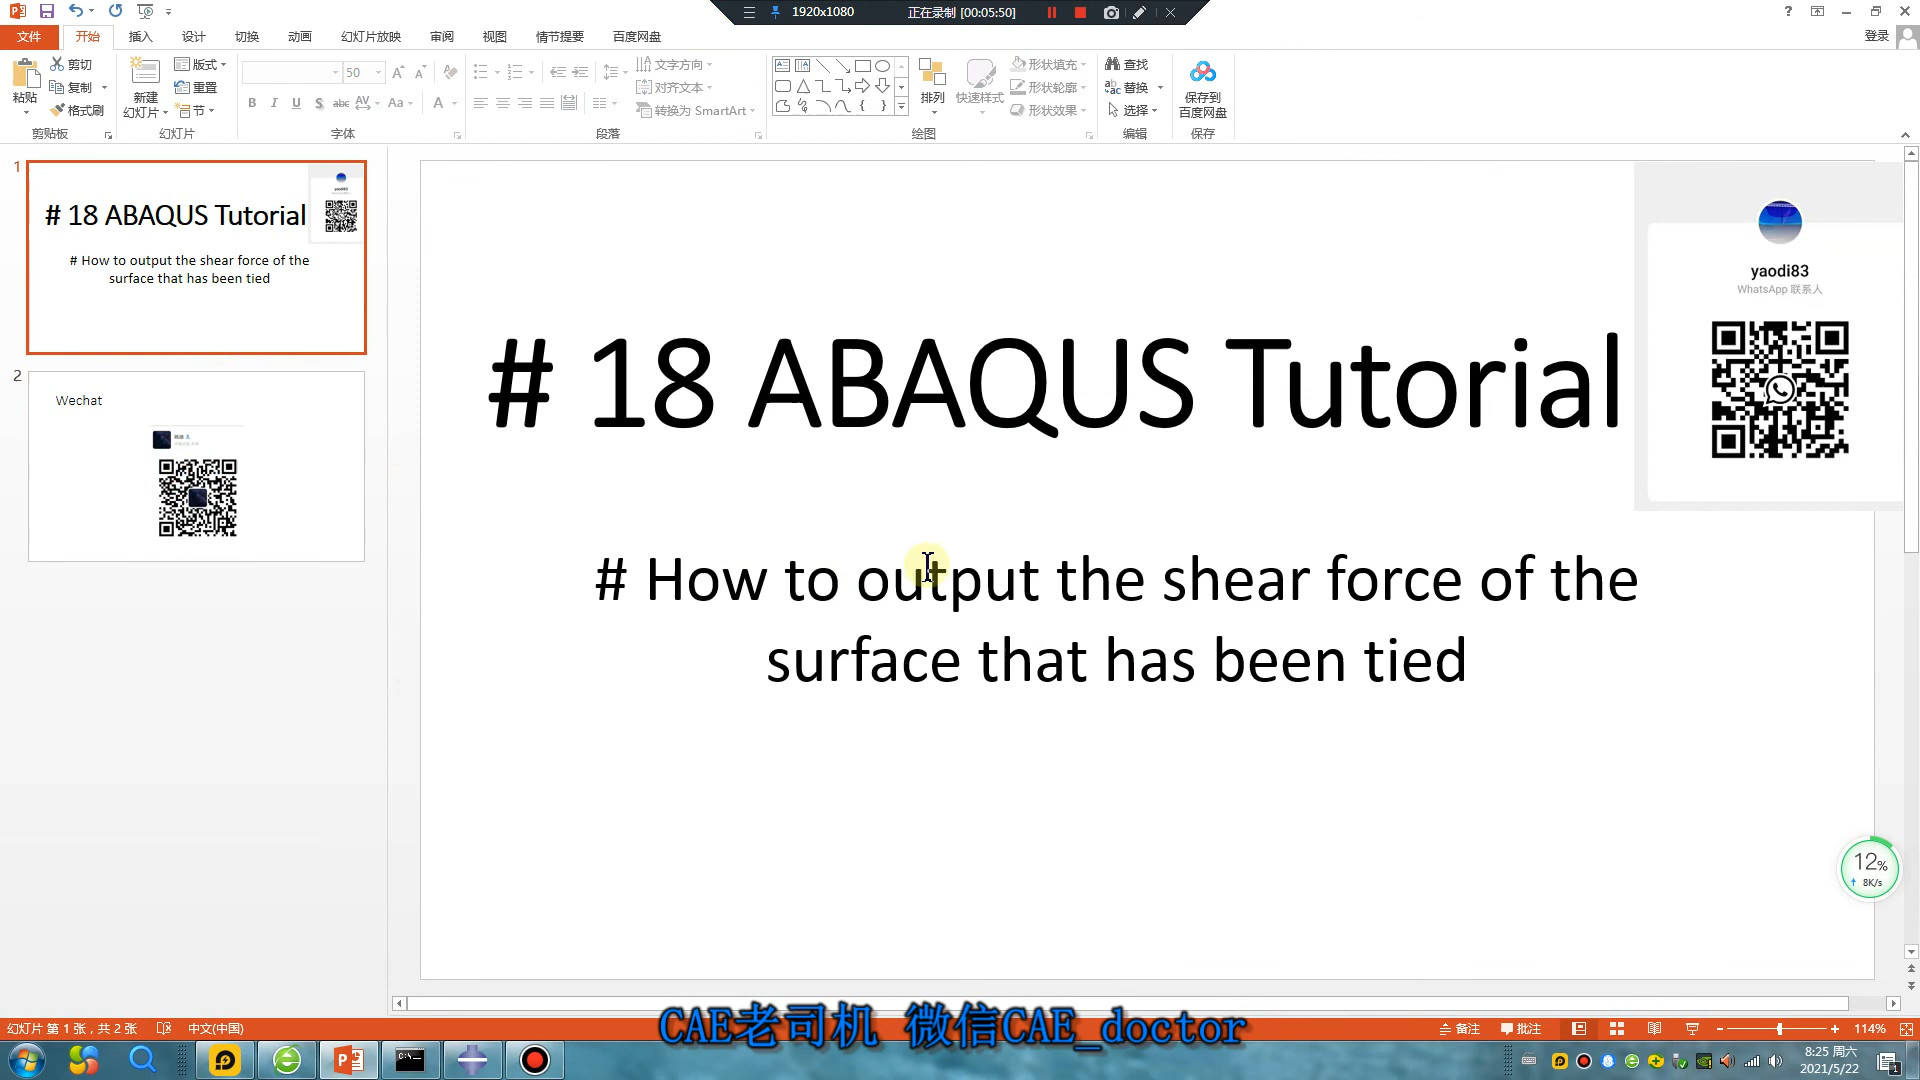 1920x1080
正在录制 [00:05:50]
文件
开始
插入
设计
切换
动画
幻灯片放映
审阅
视图
情节提要
百度网盘
登录
粘贴
剪切
复制
格式刷
剪贴板
新建
幻灯片
版式
重置
节
幻灯片
50
字体
文字方向
对齐文本
转换为 SmartArt
段落
排列
快速样式
形状填充
形状轮廓
形状效果
绘图
查找
替换
选择
编辑
保存到
百度网盘
保存
1
# 18 ABAQUS Tutorial
# How to output the shear force of the
surface that has been tied
2
Wechat
# 18 ABAQUS Tutorial
# How to output the shear force of the
surface that has been tied
yaodi83
WhatsApp 联系人
12%
8K/s
CAE老司机 微信CAE_doctor
幻灯片 第 1 张，共 2 张
中文(中国)
备注
批注
114%
8:25 周六
2021/5/22